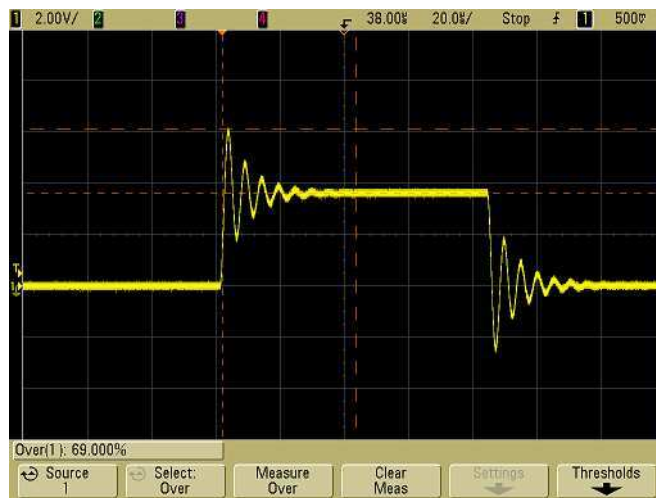 1 2.00V/ 2 3 4 38.00s 20.0s/ Stop 1 500
T
Over(1): 69.000%
Source Select: Measure Clear Settings Thresholds
1 Over Over Meas